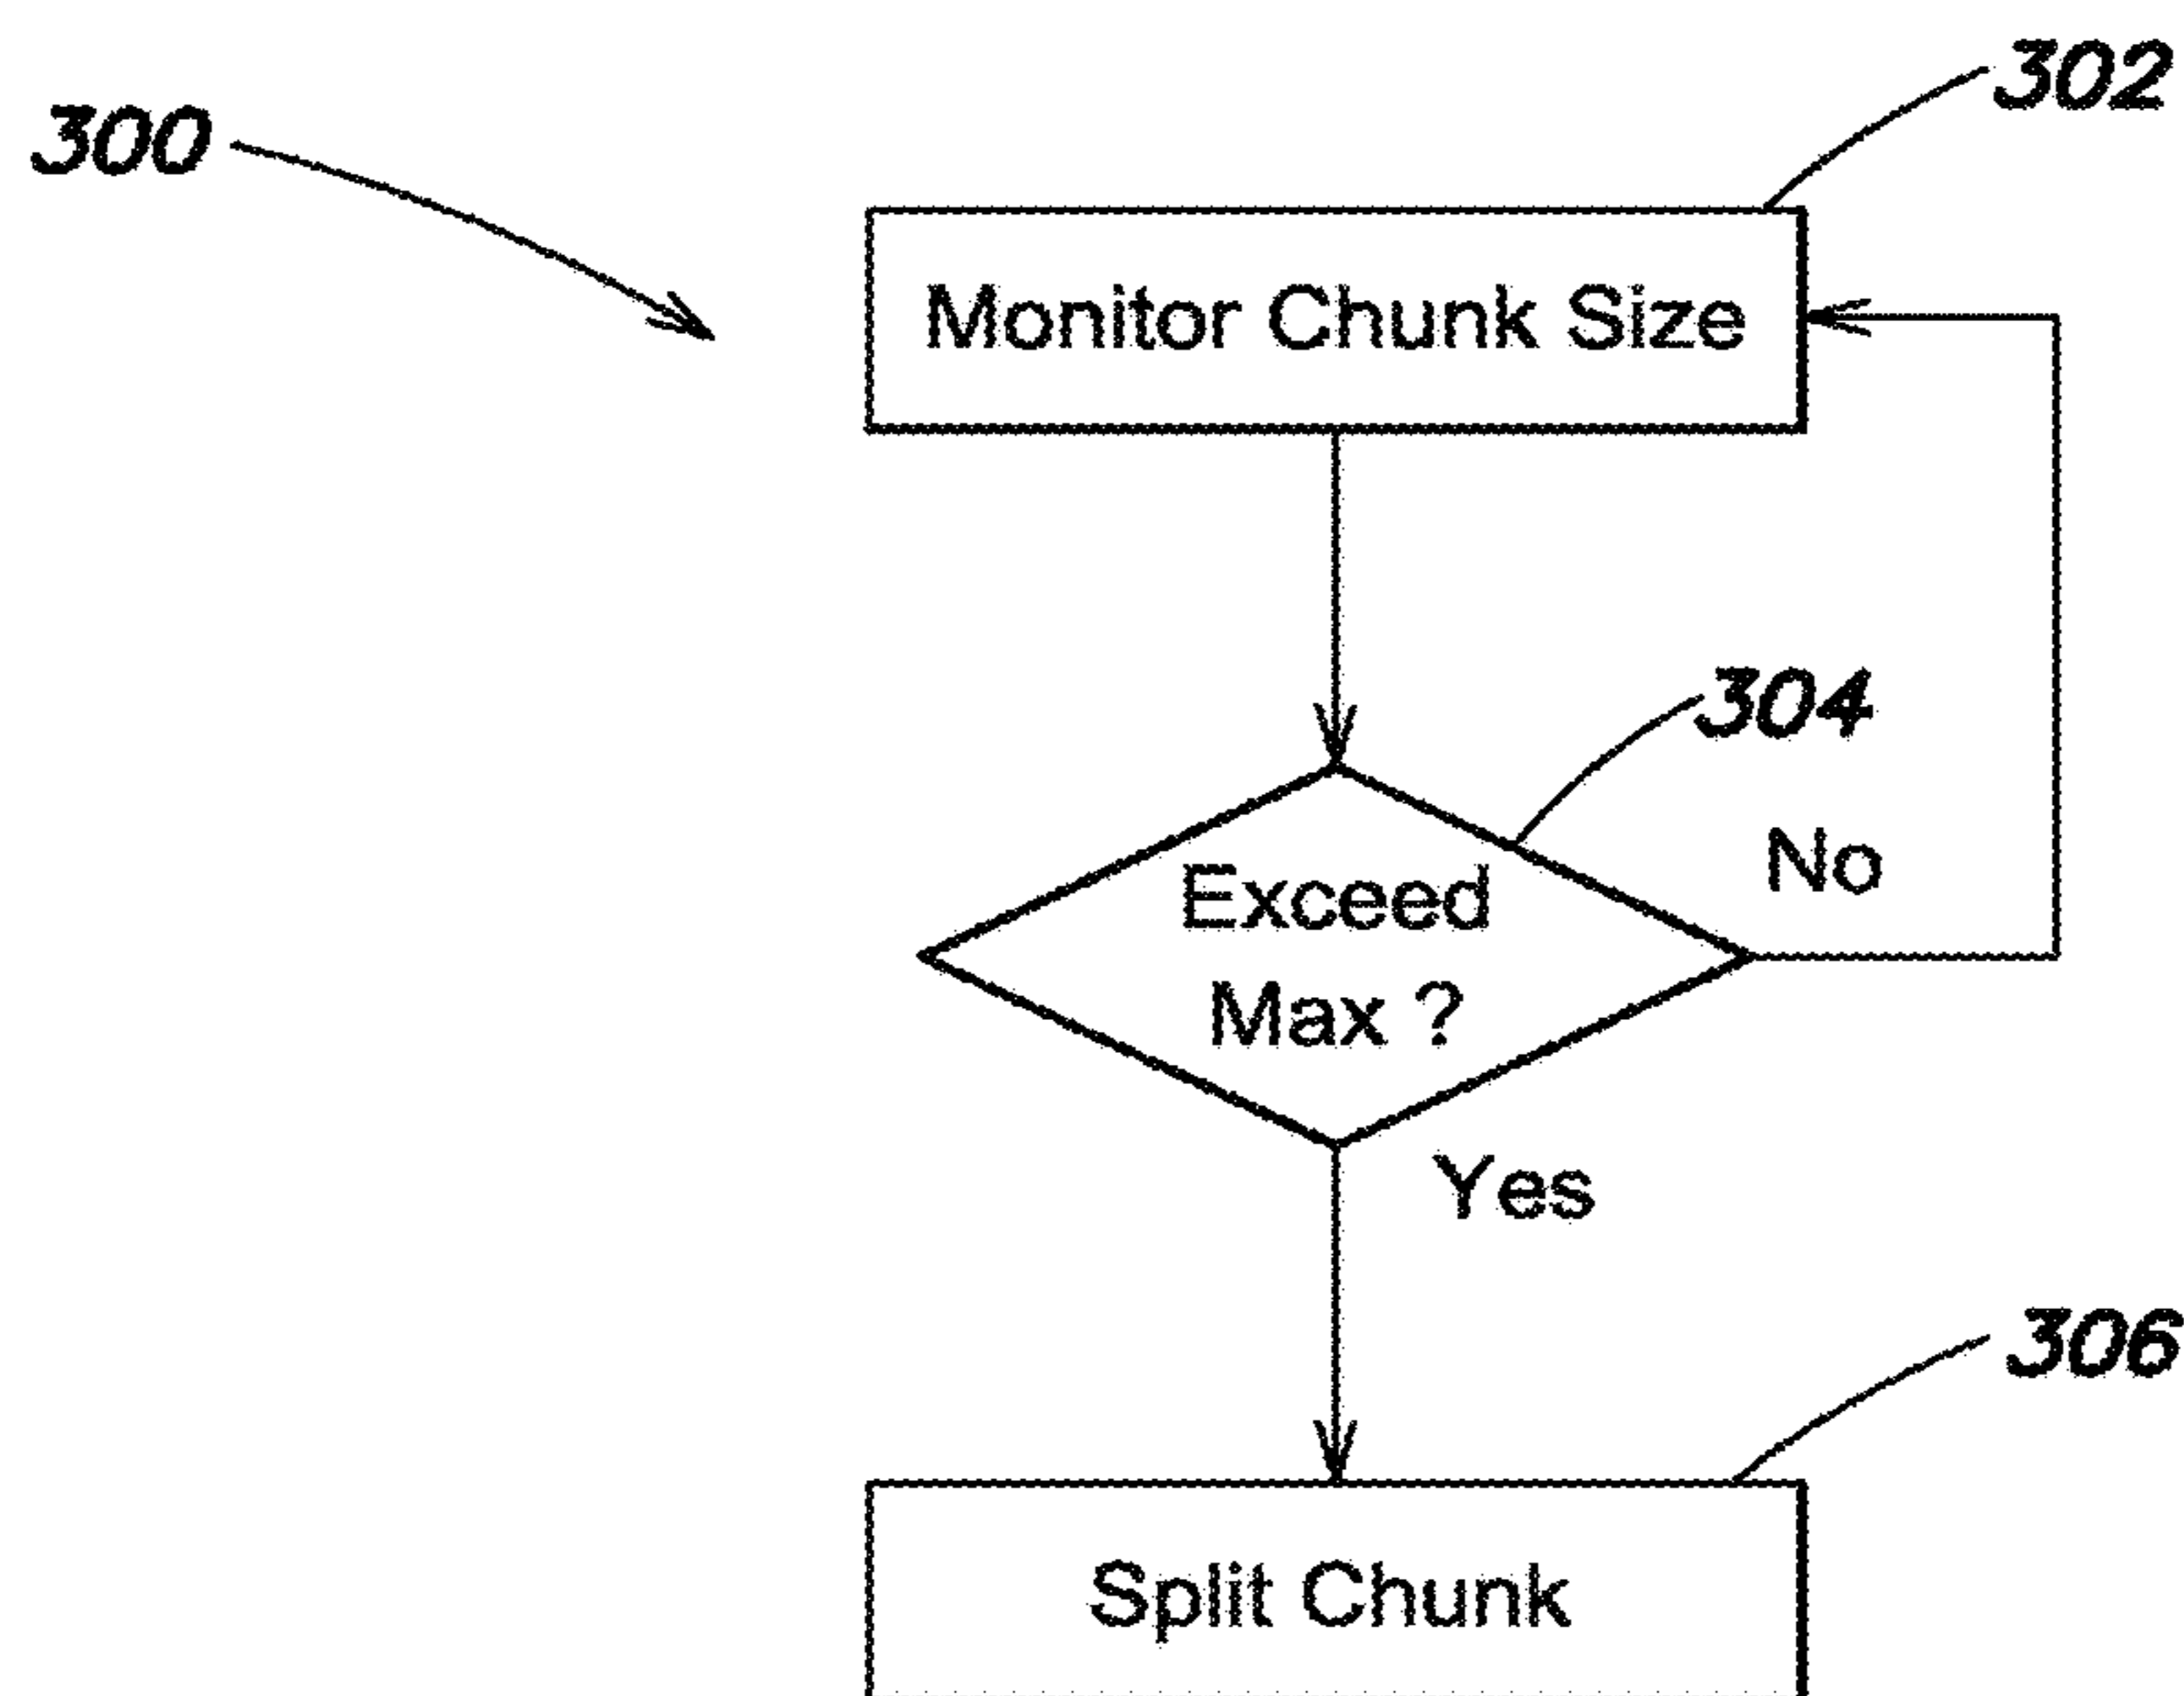 302
300
Monitor Chunk Size
304
No
Exceed
Max ?
Yes
306
Split Chunk